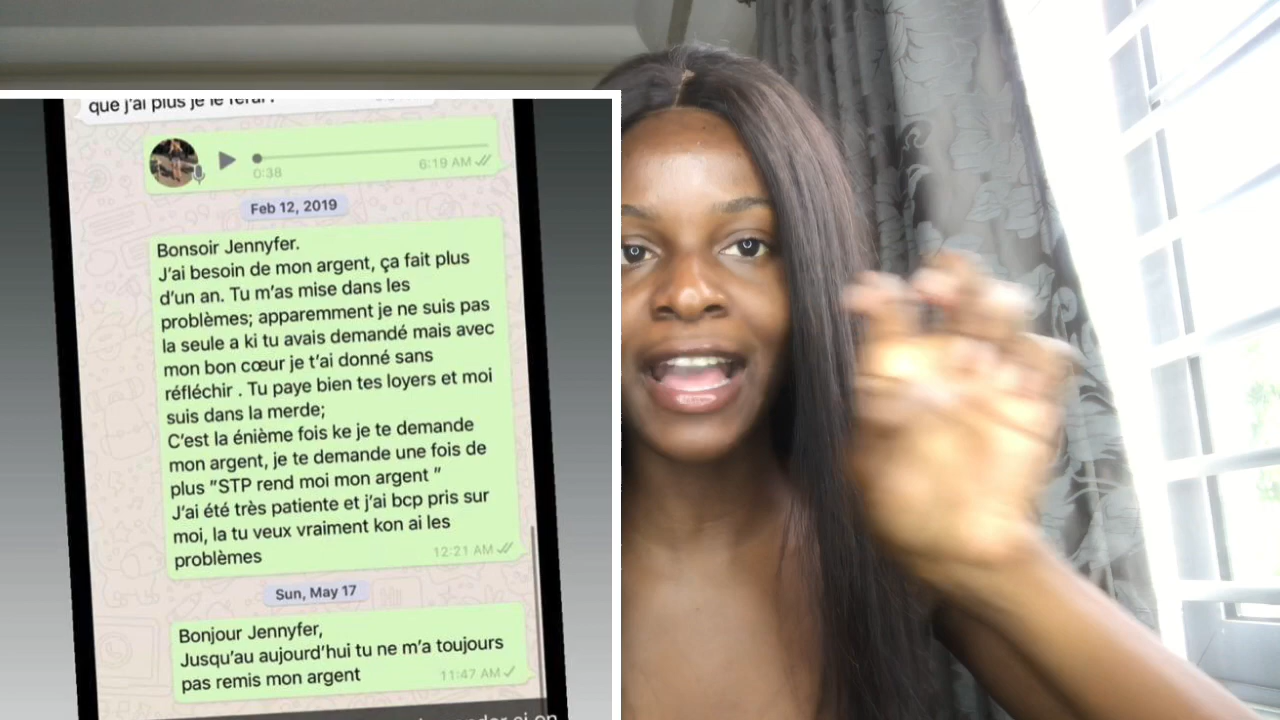 que j'ai plus je le ferai .
0:38
6:19 AM
Feb 12, 2019
Bonsoir Jennyfer.
J'ai besoin de mon argent, ça fait plus
d'un an. Tu m'as mise dans les
problèmes; apparemment je ne suis pas
la seule a ki tu avais demandé mais avec
mon bon cœur je t'ai donné sans
réfléchir . Tu paye bien tes loyers et moi
suis dans la merde;
C'est la énième fois ke je te demande
mon argent, je te demande une fois de
plus "STP rend moi mon argent "
J'ai été très patiente et j'ai bcp pris sur
moi, la tu veux vraiment kon ai les
problèmes
12:21 AM
Sun, May 17
Bonjour Jennyfer,
Jusqu'au aujourd'hui tu ne m'a toujours
pas remis mon argent
11:47 AM